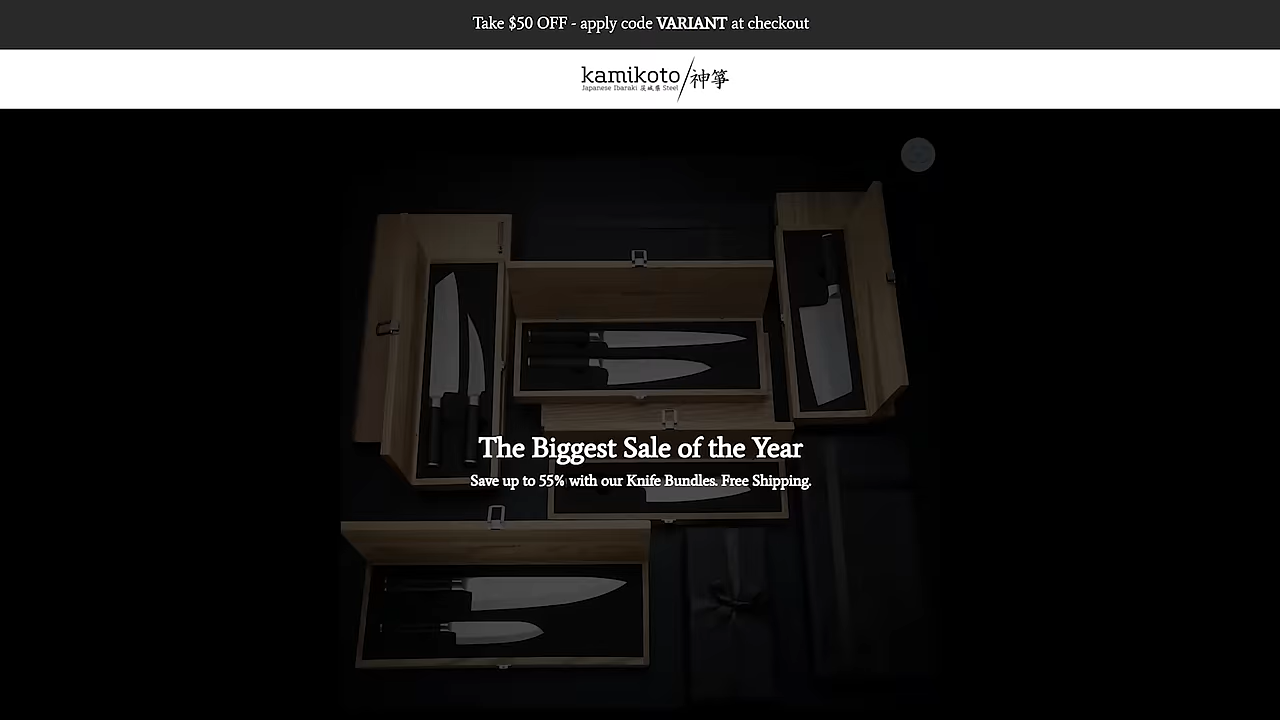 Take $50 OFF - apply code VARIANT at checkout
kamikoto/神箏
Japanese Ibaraki 茨城県 Steel
The Biggest Sale of the Year
Save up to 55% with our Knife Bundles. Free Shipping.